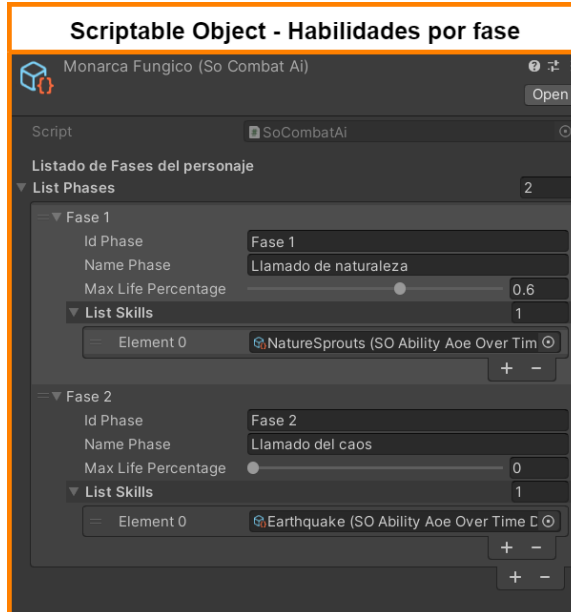 Scriptable Object - Habilidades por fase
Monarca Fungico (So Combat Ai)
Open
Script SoCombatAi
Listado de Fases del personaje
List Phases 2
Fase 1
Id Phase Fase 1
Name Phase Llamado de naturaleza
Max Life Percentage 0.6
List Skills 1
Element 0 NatureSprouts (SO Ability Aoe Over Tim
+ -
Fase 2
Id Phase Fase 2
Name Phase Llamado del caos
Max Life Percentage 0
List Skills 1
Element 0 Earthquake (SO Ability Aoe Over Time D
+ -
+ -